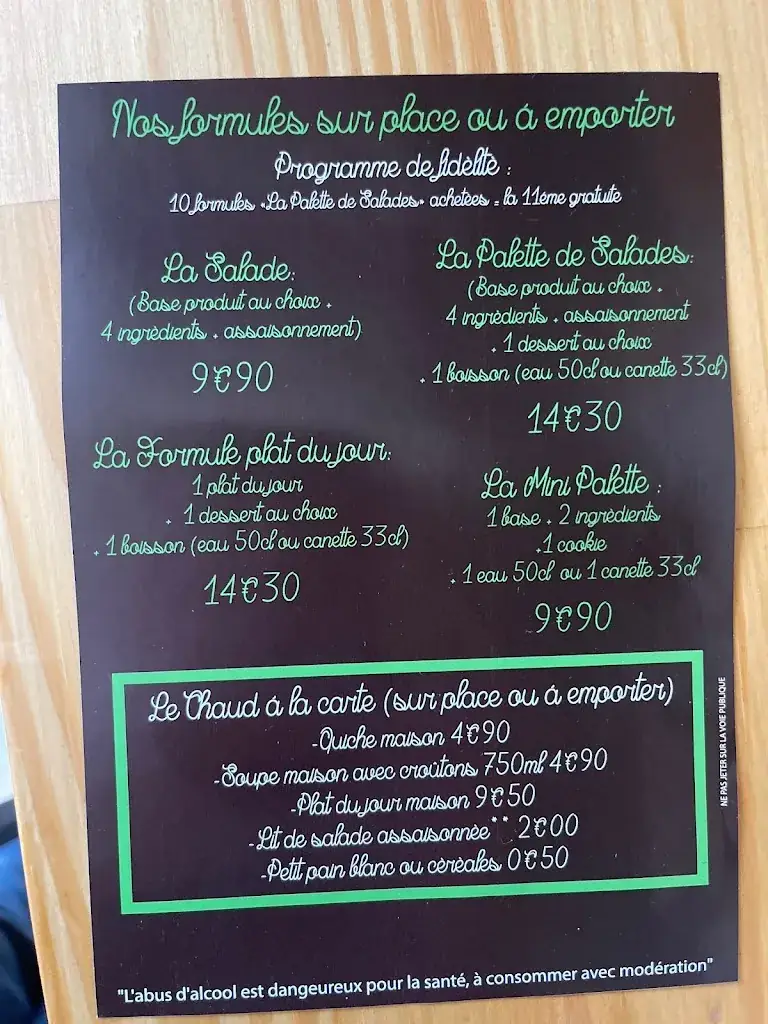 Nos formules sur place ou à emporter
Programme de fidélité :
10 formules «La Palette de Salades» achetées = la 11ème gratuite
La Salade:
(Base produit au choix +
4 ingrédients + assaisonnement)
9€90
La Palette de Salades:
(Base produit au choix +
4 ingrédients + assaisonnement
+ 1 dessert au choix
+ 1 boisson (eau 50cl ou canette 33cl)
14€30
La Formule plat du jour:
1 plat du jour
+ 1 dessert au choix
+ 1 boisson (eau 50cl ou canette 33cl)
14€30
La Mini Palette :
1 base + 2 ingrédients
+1 cookie
+ 1 eau 50cl ou 1 canette 33cl
9€90
Le Chaud à la carte (sur place ou à emporter)
-Quiche maison 4€90
-Soupe maison avec croûtons 750ml 4€90
-Plat du jour maison 9€50
-Lit de salade assaisonnée** 2€00
-Petit pain blanc ou céréales 0€50
NE PAS JETER SUR LA VOIE PUBLIQUE
"L'abus d'alcool est dangeureux pour la santé, à consommer avec modération"